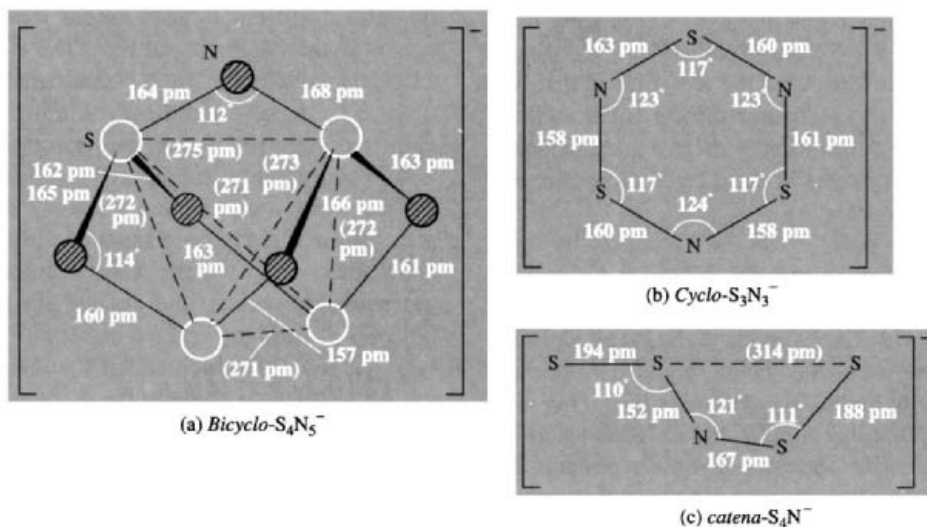 N
−
164 pm
168 pm
112°
S
(275 pm)
162 pm
165 pm
(272 pm)
(271 pm)
(273 pm)
166 pm
(272 pm)
163 pm
163 pm
114°
161 pm
160 pm
157 pm
(271 pm)
(a) Bicyclo-S₄N₅⁻
−
S
163 pm
160 pm
117°
N
N
123°
123°
158 pm
161 pm
S
S
117°
117°
124°
160 pm
158 pm
N
(b) Cyclo-S₃N₃⁻
−
194 pm
(314 pm)
S
S
S
110°
152 pm
121°
111°
188 pm
N
S
167 pm
(c) catena-S₄N⁻